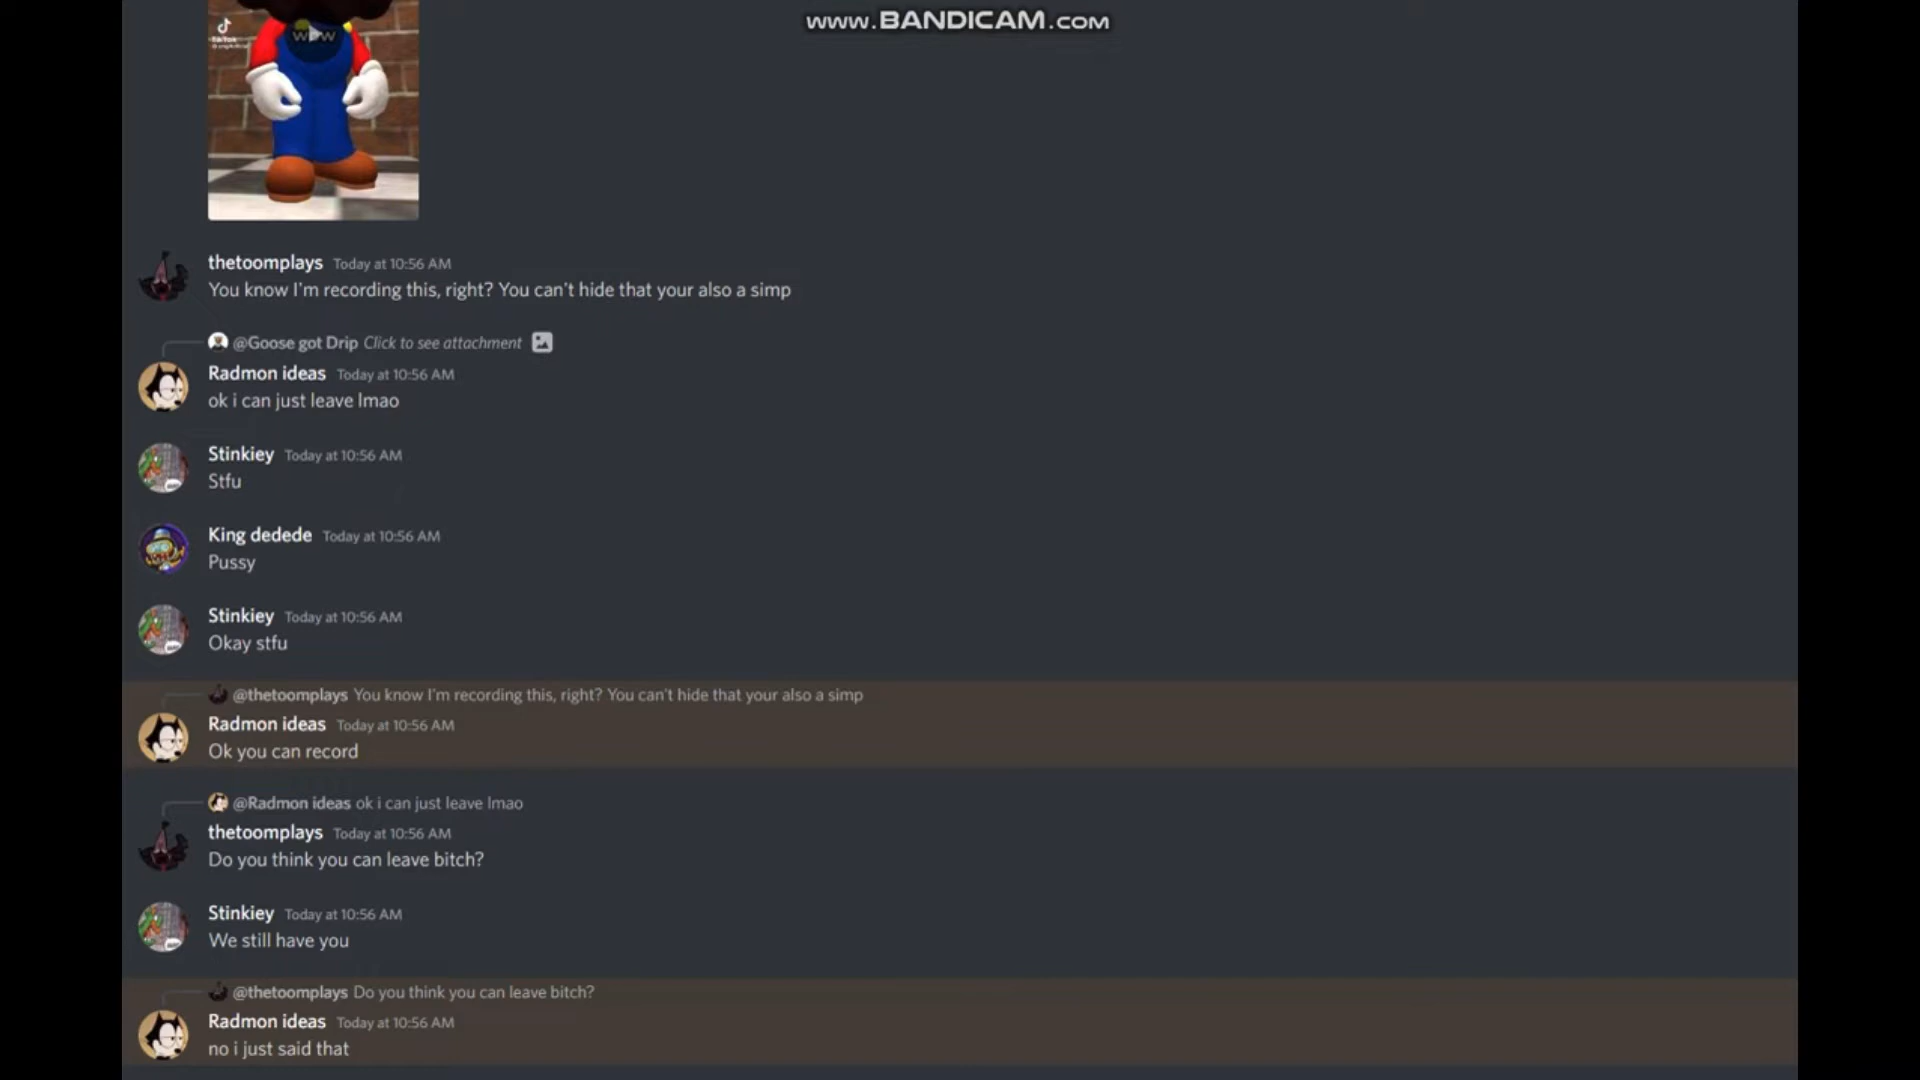 www.BANDICAM.com
TikTok
wow
thetoomplays Today at 10:56 AM
You know I'm recording this, right? You can't hide that your also a simp
@Goose got Drip Click to see attachment
Radmon ideas Today at 10:56 AM
ok i can just leave lmao
Stinkiey Today at 10:56 AM
Stfu
King dedede Today at 10:56 AM
Pussy
Stinkiey Today at 10:56 AM
Okay stfu
@thetoomplays You know I'm recording this, right? You can't hide that your also a simp
Radmon ideas Today at 10:56 AM
Ok you can record
@Radmon ideas ok i can just leave lmao
thetoomplays Today at 10:56 AM
Do you think you can leave bitch?
Stinkiey Today at 10:56 AM
We still have you
@thetoomplays Do you think you can leave bitch?
Radmon ideas Today at 10:56 AM
no i just said that